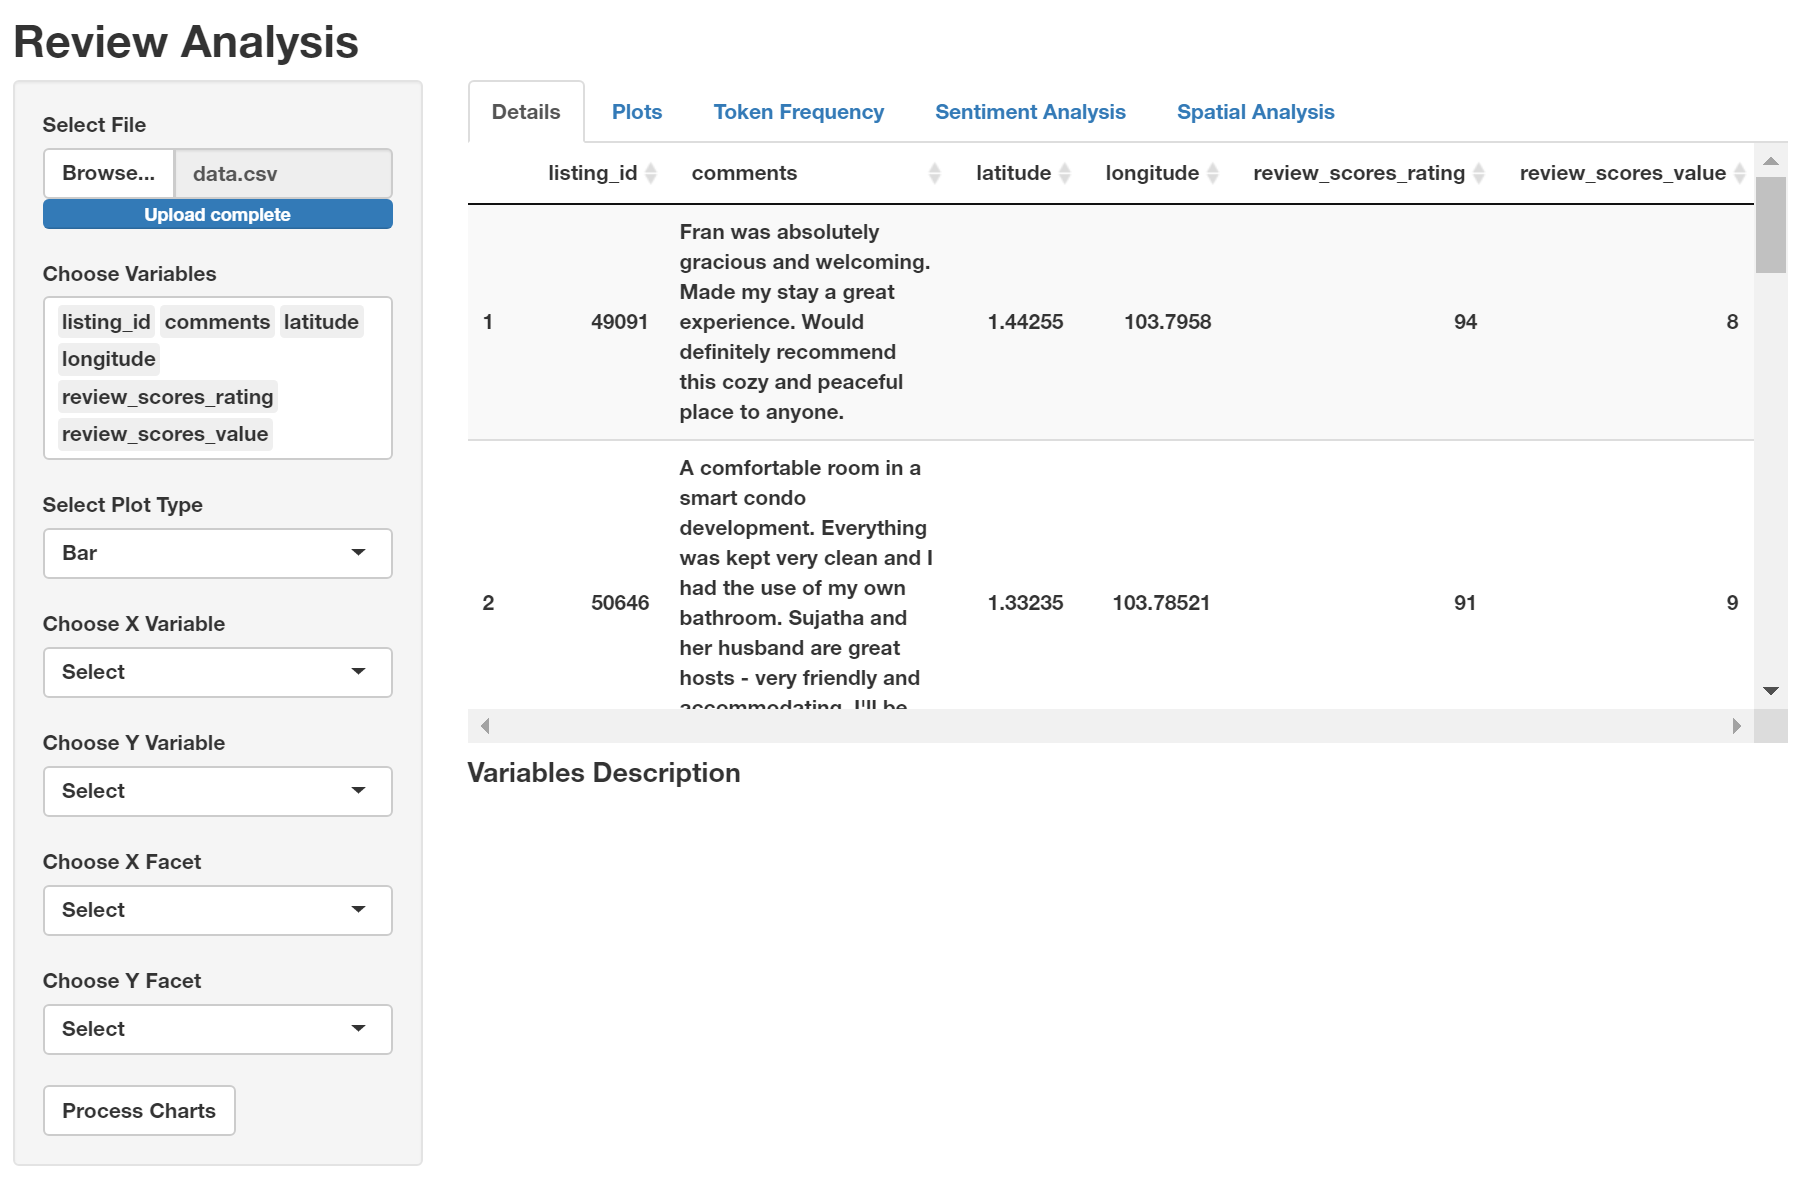 Review Analysis
Select File
Browse... data.csv
Upload complete
Choose Variables
listing_id comments latitude
longitude
review_scores_rating
review_scores_value
Select Plot Type
Bar
Choose X Variable
Select
Choose Y Variable
Select
Choose X Facet
Select
Choose Y Facet
Select
Process Charts
Details Plots Token Frequency Sentiment Analysis Spatial Analysis
listing_id comments latitude longitude review_scores_rating review_scores_value
Fran was absolutely
gracious and welcoming.
Made my stay a great
1 49091 experience. Would 1.44255 103.7958 94 8
definitely recommend
this cozy and peaceful
place to anyone.
A comfortable room in a
smart condo
development. Everything
was kept very clean and I
had the use of my own
2 50646 bathroom. Sujatha and 1.33235 103.78521 91 9
her husband are great
hosts - very friendly and
accommodating. I'll be
Variables Description